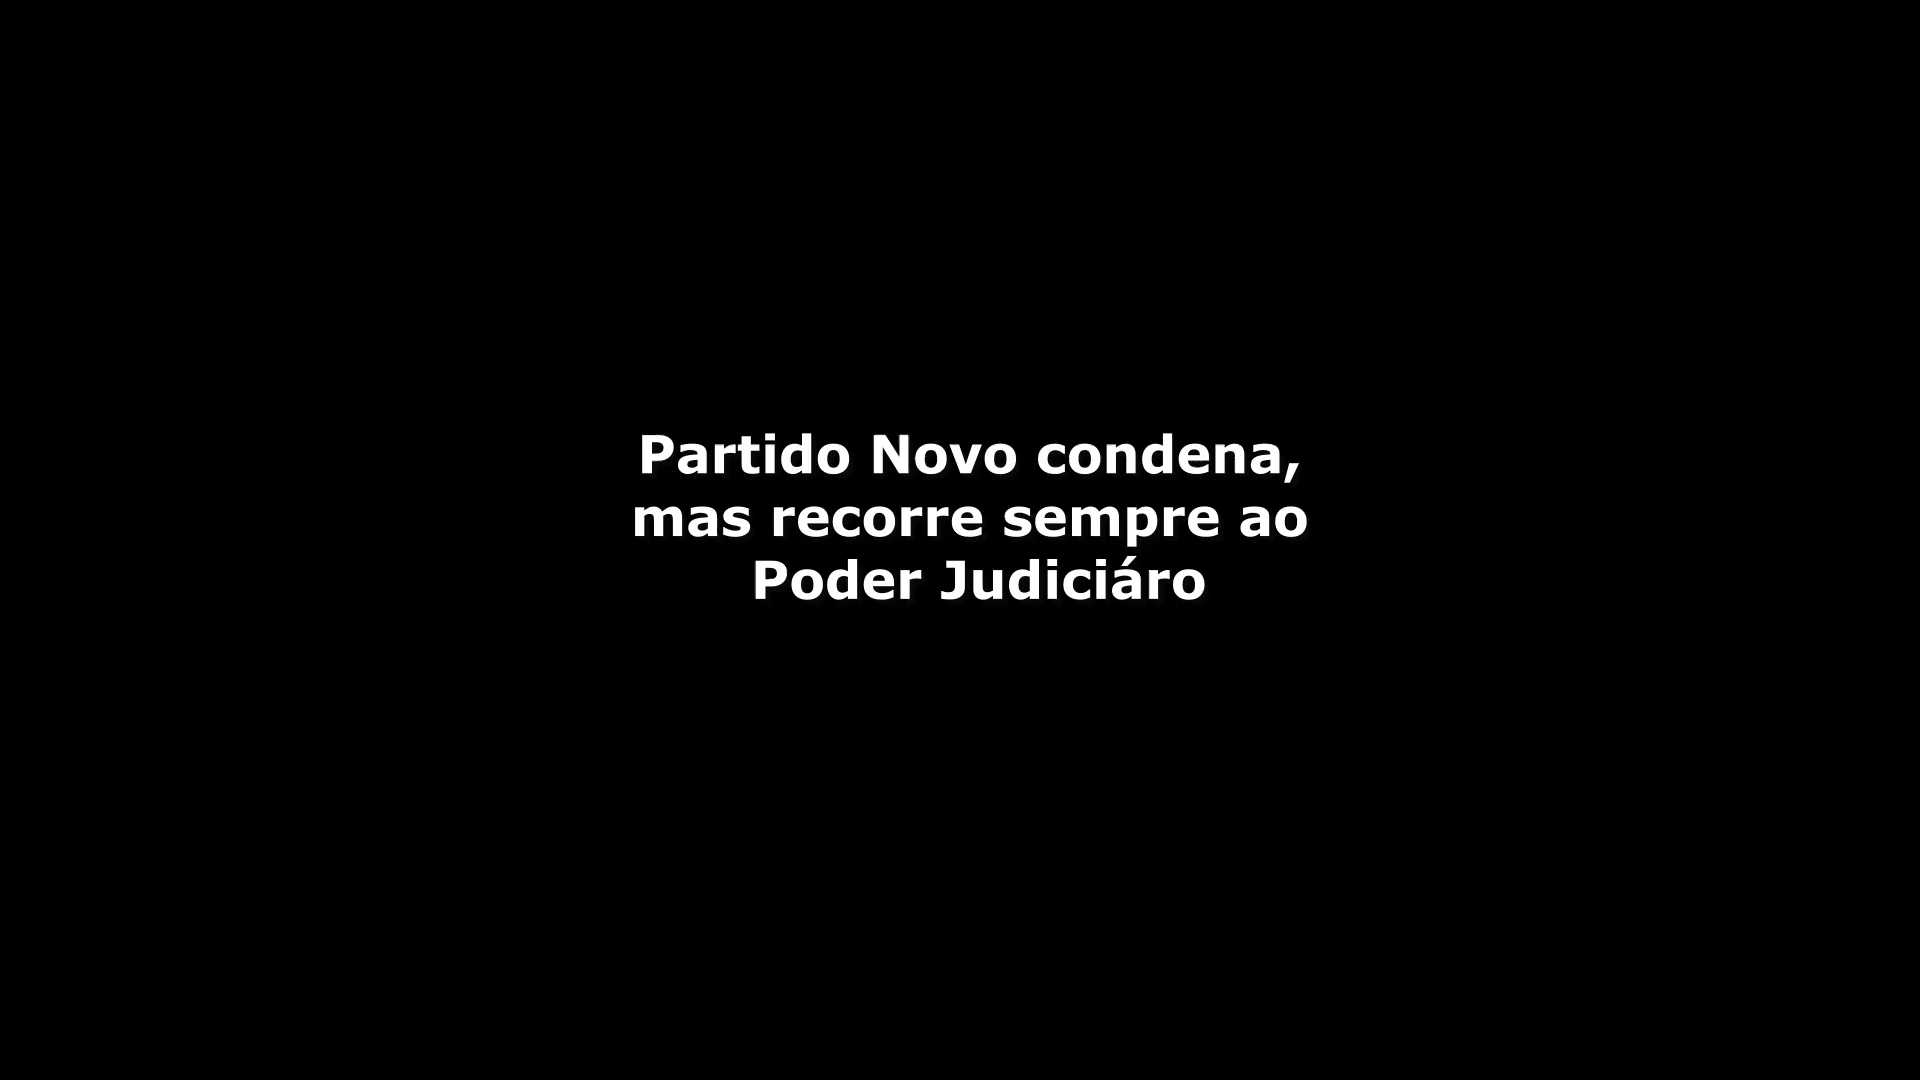 Partido Novo condena,
mas recorre sempre ao
Poder Judiciáro